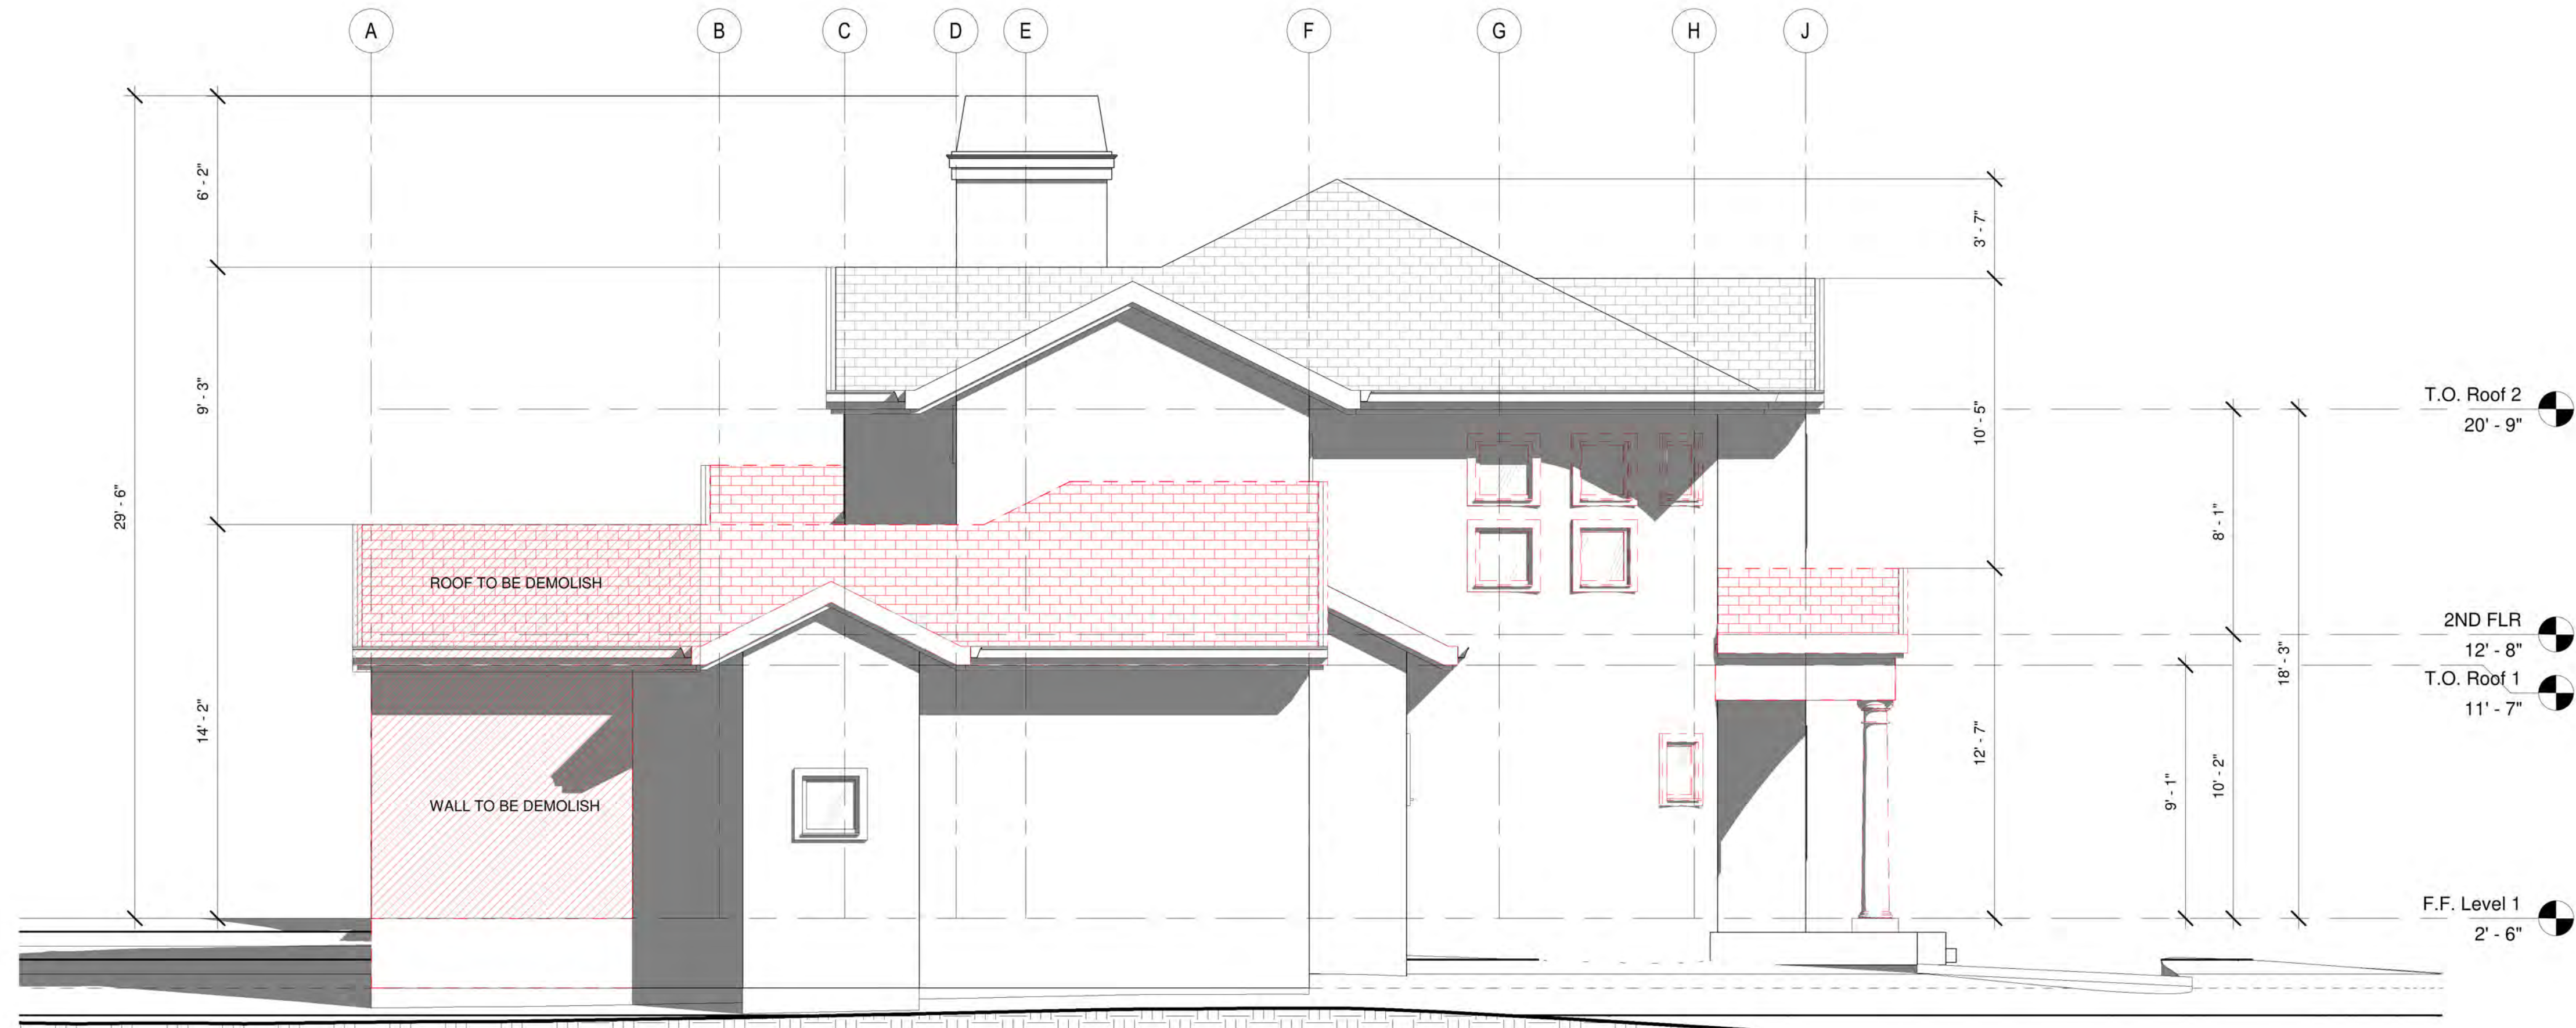 A
B
C
D
E
F
G
H
J
6' - 2"
9' - 3"
29' - 6"
14' - 2"
3' - 7"
10' - 5"
12' - 7"
8' - 1"
18' - 3"
9' - 1"
10' - 2"
T.O. Roof 2
20' - 9"
2ND FLR
12' - 8"
T.O. Roof 1
11' - 7"
F.F. Level 1
2' - 6"
ROOF TO BE DEMOLISH
WALL TO BE DEMOLISH